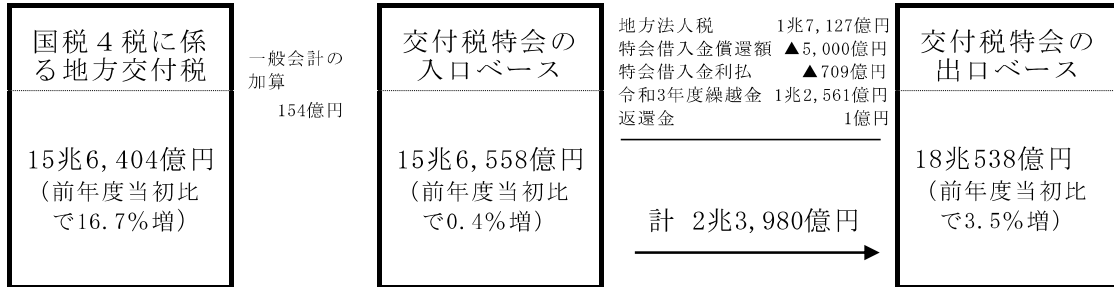 国税４税に係
る地方交付税
15兆6,404億円
（前年度当初比
で16.7％増）
一般会計の
加算
154億円
交付税特会の
入口ベース
15兆6,558億円
（前年度当初比
で0.4％増）
地方法人税 1兆7,127億円
特会借入金償還額 ▲5,000億円
特会借入金利払 ▲709億円
令和3年度繰越金 1兆2,561億円
返還金 1億円
計 2兆3,980億円
交付税特会の
出口ベース
18兆538億円
（前年度当初比
で3.5％増）